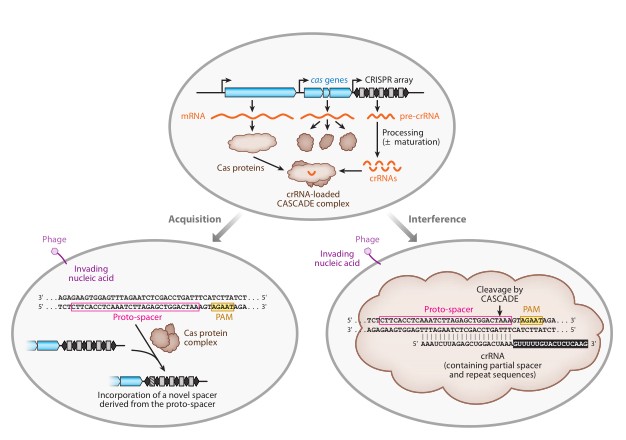 cas genes
CRISPR array
mRNA
pre-crRNA
Processing
(± maturation)
Cas proteins
crRNAs
crRNA-loaded
CASCADE complex
Acquisition
Interference
Phage
Invading
nucleic acid
3' ...AGAGAAGTGGAGTTTAGAATCTCGACCTGATTTCATCTTATCT... 5'
5' ...TCTCTTCACCTCAAATCTTAGAGCTGGACTAAAGTAGAATAGA... 3'
Proto-spacer
PAM
Cas protein
complex
Incorporation of a novel spacer
derived from the proto-spacer
Phage
Invading
nucleic acid
Cleavage by
CASCADE
Proto-spacer
PAM
5' ...TCTCTTCACCTCAAATCTTAGAGCTGGACTAAAGTAGAATAGA... 3'
3' ...AGAGAAGTGGAGTTTAGAATCTCGACCTGATTTCATCTTATCT... 5'
5' AAAUCUUAGAGCUGGACUAAAGUUUUUGUACUCUCAAG 3'
crRNA
(containing partial spacer
and repeat sequences)